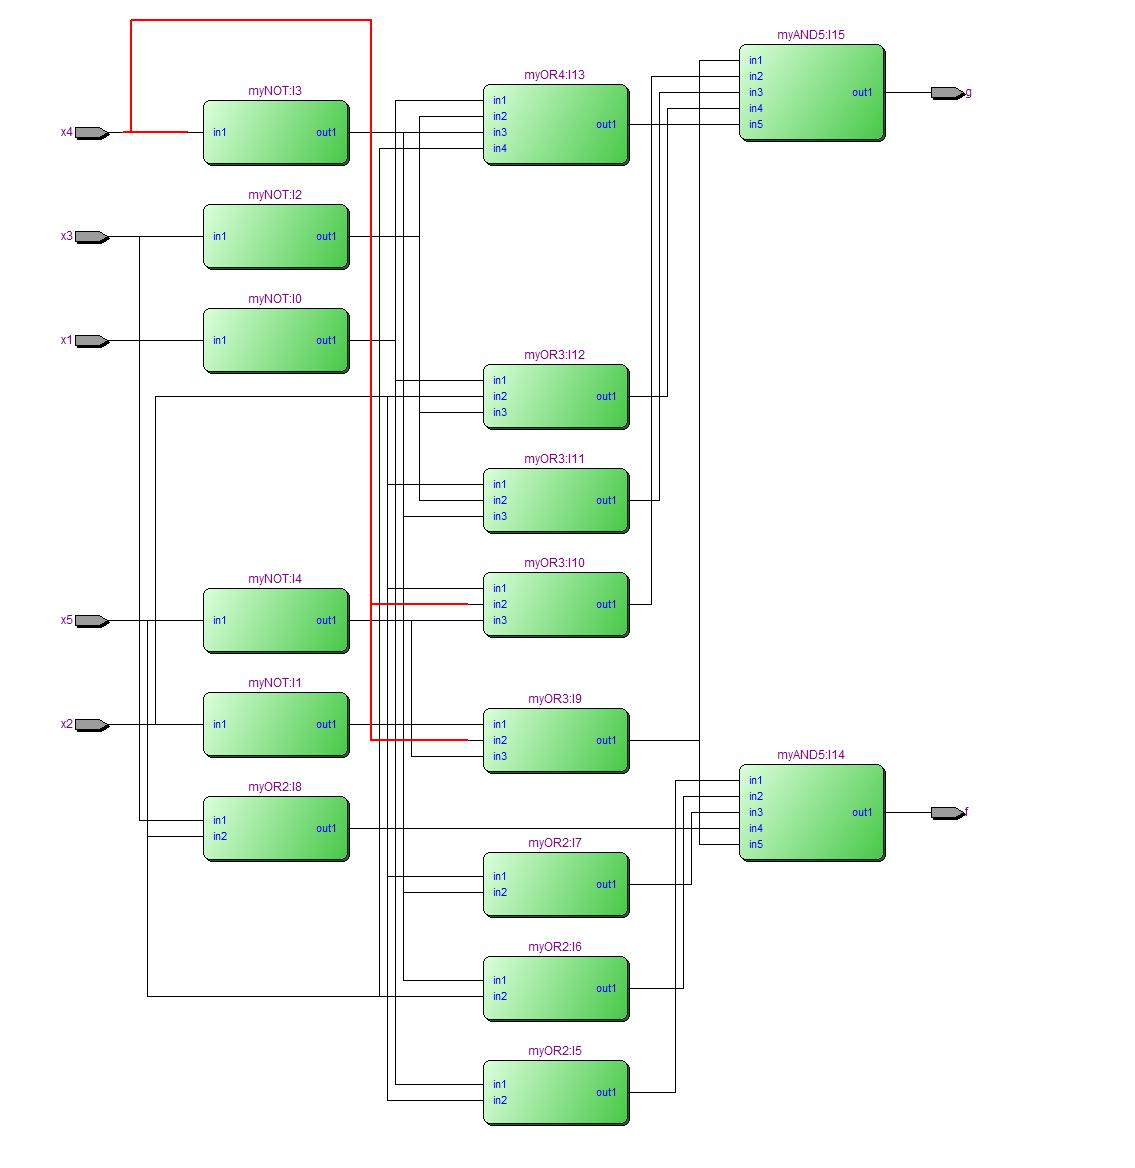 myAND5:I15
in1
in2
in3 out1 g
in4
in5
myOR4:I13
in1
in2
in3 out1
in4
myNOT:I3
x4 in1 out1
myNOT:I2
x3 in1 out1
myNOT:I0
x1 in1 out1
myOR3:I12
in1
in2 out1
in3
myOR3:I11
in1
in2 out1
in3
myOR3:I10
in1
in2 out1
in3
myNOT:I4
x5 in1 out1
myNOT:I1
x2 in1 out1
myOR3:I9
in1
in2 out1
in3
myAND5:I14
in1
in2
in3 out1 f
in4
in5
myOR2:I8
in1 out1
in2
myOR2:I7
in1 out1
in2
myOR2:I6
in1 out1
in2
myOR2:I5
in1 out1
in2